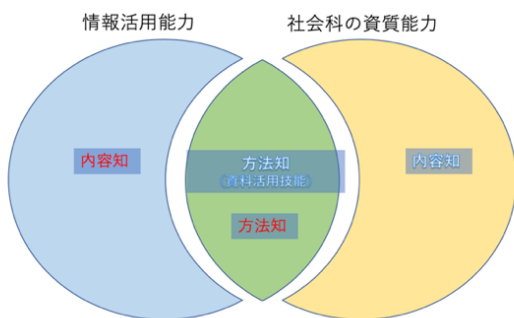 情報活用能力
社会科の資質能力
内容知
方法知
(資料活用技能)
内容知
方法知